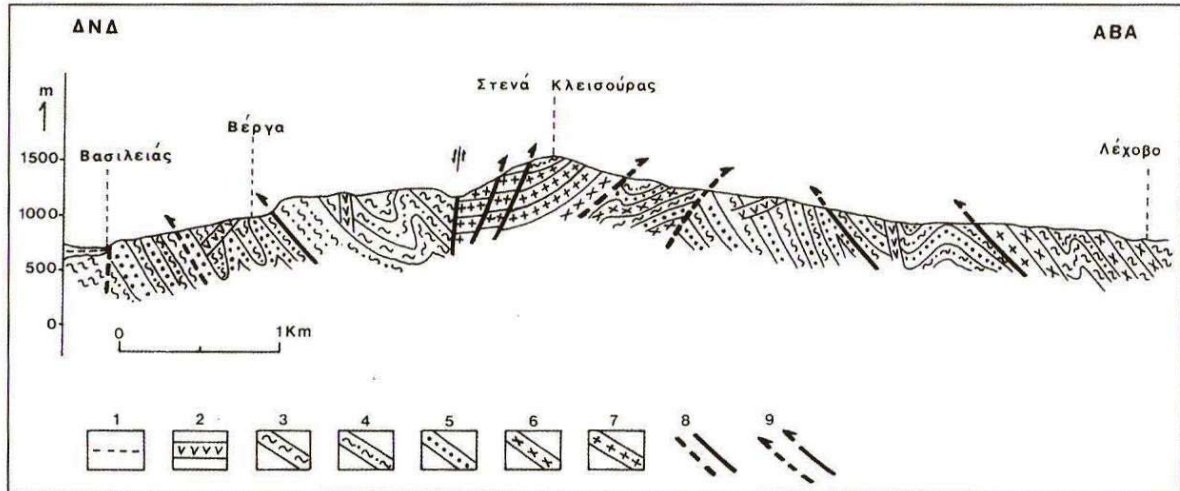 ΔΝΔ ΑΒΑ
Στενά Κλεισούρας
m
Βέργα
Βασιλειάς
Λέχοβο
1500
1000
500
0
0 1Km
1 2 3 4 5 6 7 8 9